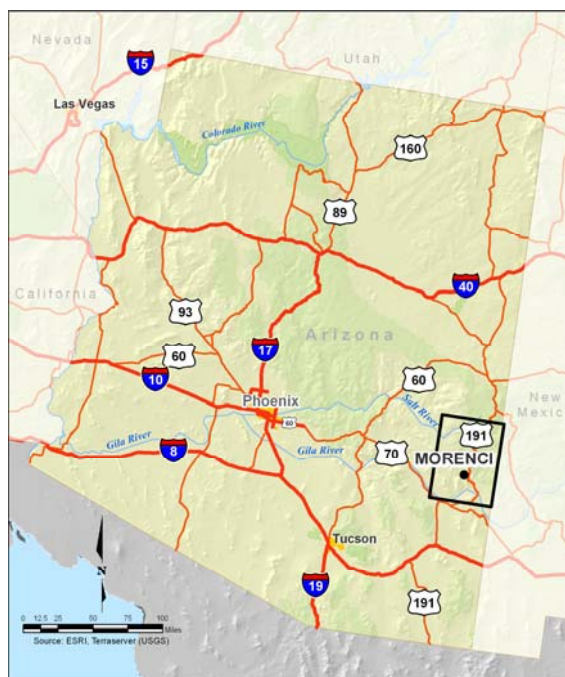 Nevada
Utah
15
Las Vegas
Colorado River
160
89
California
40
93
17
Arizona
60
10
60
Phoenix
60
Salt River
New
Mexico
191
Gila River
8
Gila River
70
MORENCI
Tucson
19
191
N
0 12.5 25 50 75 100
Miles
Source: ESRI, Terraserver (USGS)